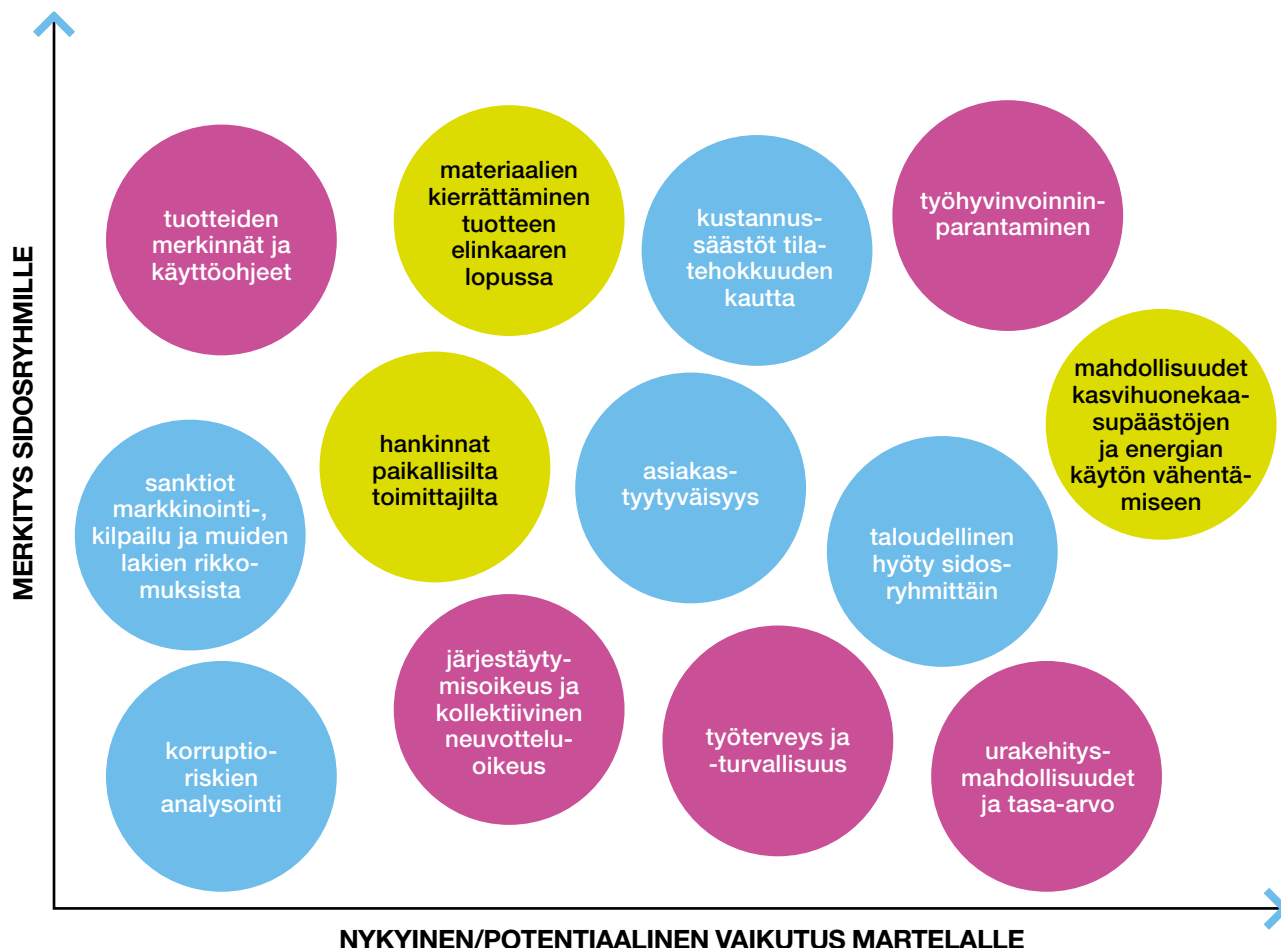 MERKITYS SIDOSRYHMILLE
tuotteiden
merkinnät ja
käyttöohjeet
materiaalien
kierrättäminen
tuotteen
elinkaaren
lopussa
kustannus-
säästöt tila-
tehokkuuden
kautta
työhyvinvoinnin-
parantaminen
mahdollisuudet
kasvihuonekaa-
supäästöjen
ja energian
käytön vähentä-
miseen
sanktiot
markkinointi-,
kilpailu ja muiden
lakien rikko-
muksista
hankinnat
paikallisilta
toimittajilta
asiakas-
tyytyväisyys
taloudellinen
hyöty sidos-
ryhmittäin
korruptio-
riskien
analysointi
järjestäyty-
misoikeus ja
kollektiivinen
neuvottelu-
oikeus
työterveys ja
-turvallisuus
urakehitys-
mahdollisuudet
ja tasa-arvo
NYKYINEN/POTENTIAALINEN VAIKUTUS MARTELALLE